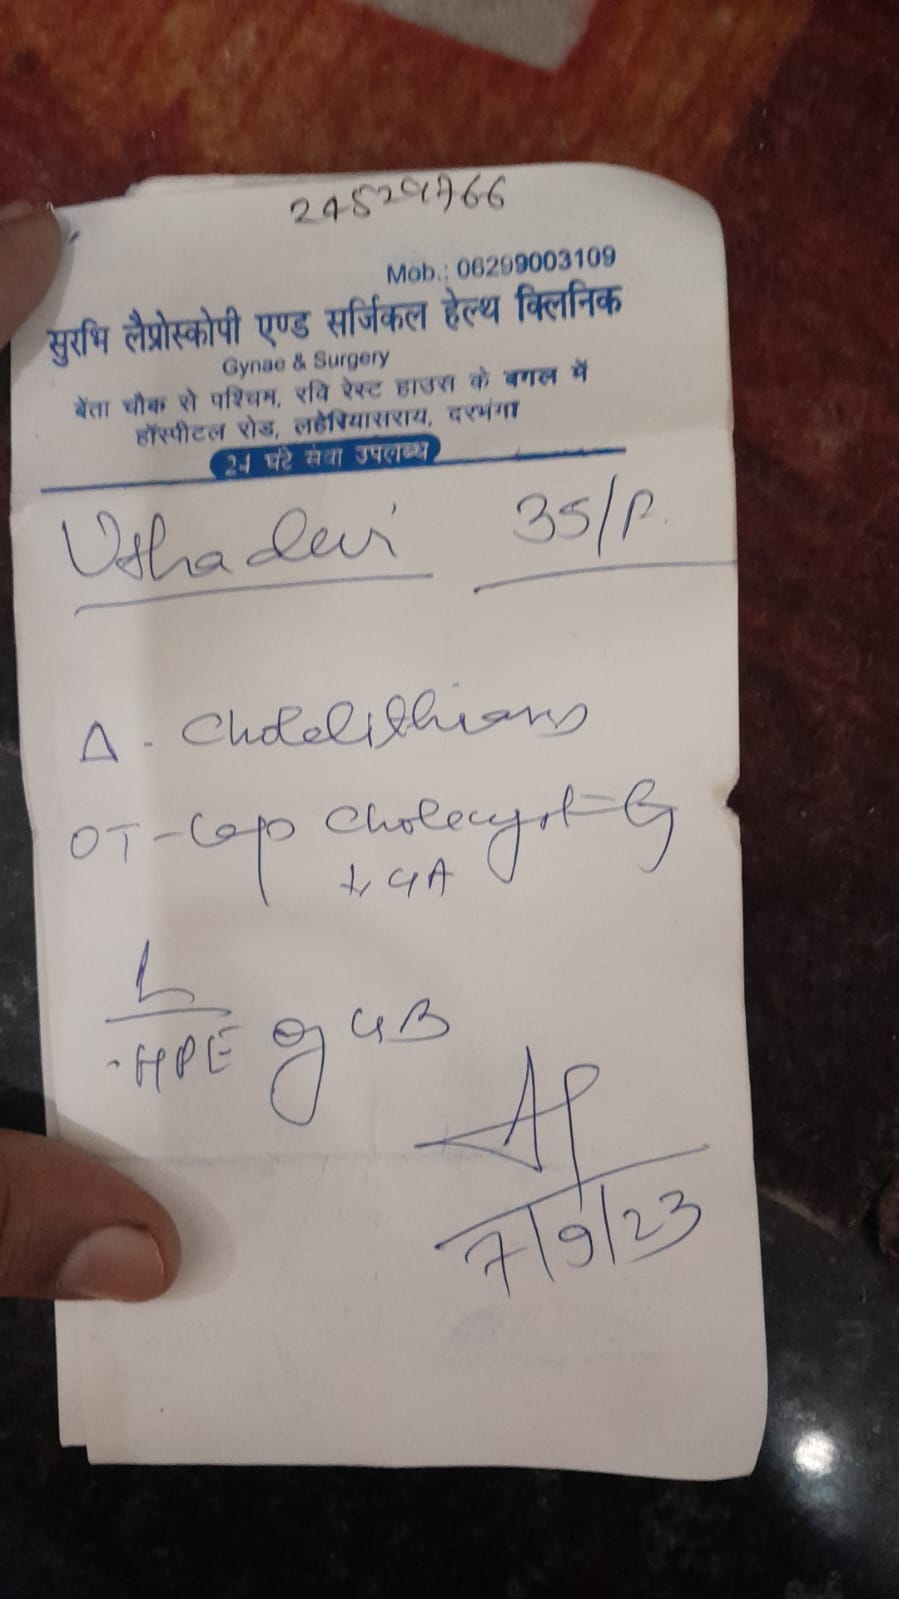 24529766
Mob.: 06299003109
सुरभि लैप्रोस्कोपी एण्ड सर्जिकल हेल्थ क्लिनिक
Gynae & Surgery
बेंता चौक से पश्चिम, रवि रेस्ट हाउस के बगल में
हॉस्पीटल रोड, लहेरियासराय, दरभंगा
24 घंटे सेवा उपलब्ध
Usha devi 35/F.
Δ - Cholelithiasis
OT - Lap Cholecyst
GA
HPE of GB
7/9/23